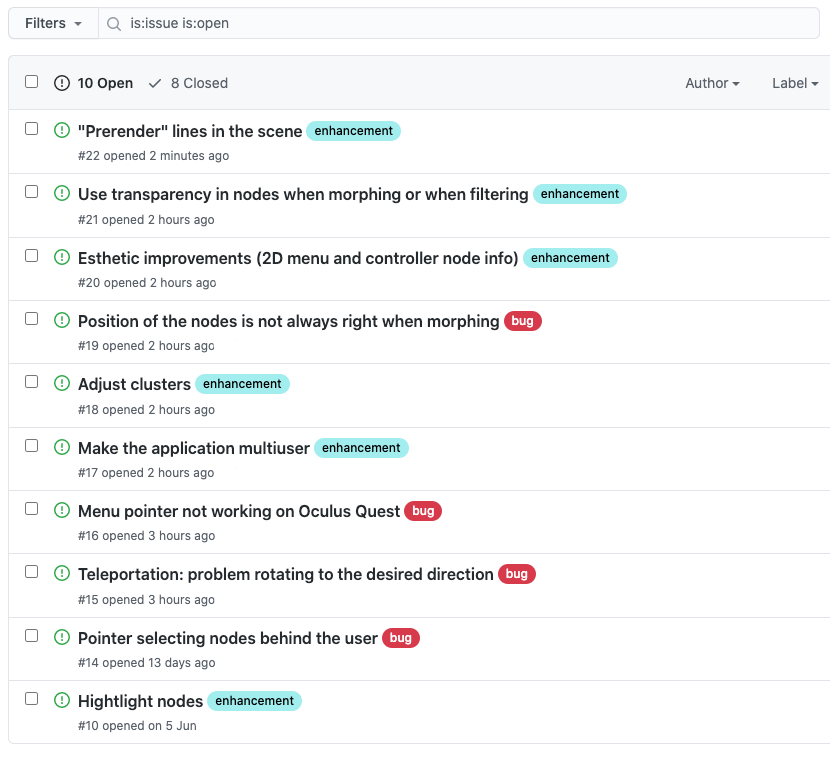 Filters is:issue is:open
10 Open 8 Closed Author Label
"Prerender" lines in the scene enhancement
#22 opened 2 minutes ago
Use transparency in nodes when morphing or when filtering enhancement
#21 opened 2 hours ago
Esthetic improvements (2D menu and controller node info) enhancement
#20 opened 2 hours ago
Position of the nodes is not always right when morphing bug
#19 opened 2 hours ago
Adjust clusters enhancement
#18 opened 2 hours ago
Make the application multiuser enhancement
#17 opened 2 hours ago
Menu pointer not working on Oculus Quest bug
#16 opened 3 hours ago
Teleportation: problem rotating to the desired direction bug
#15 opened 3 hours ago
Pointer selecting nodes behind the user bug
#14 opened 13 days ago
Hightlight nodes enhancement
#10 opened on 5 Jun